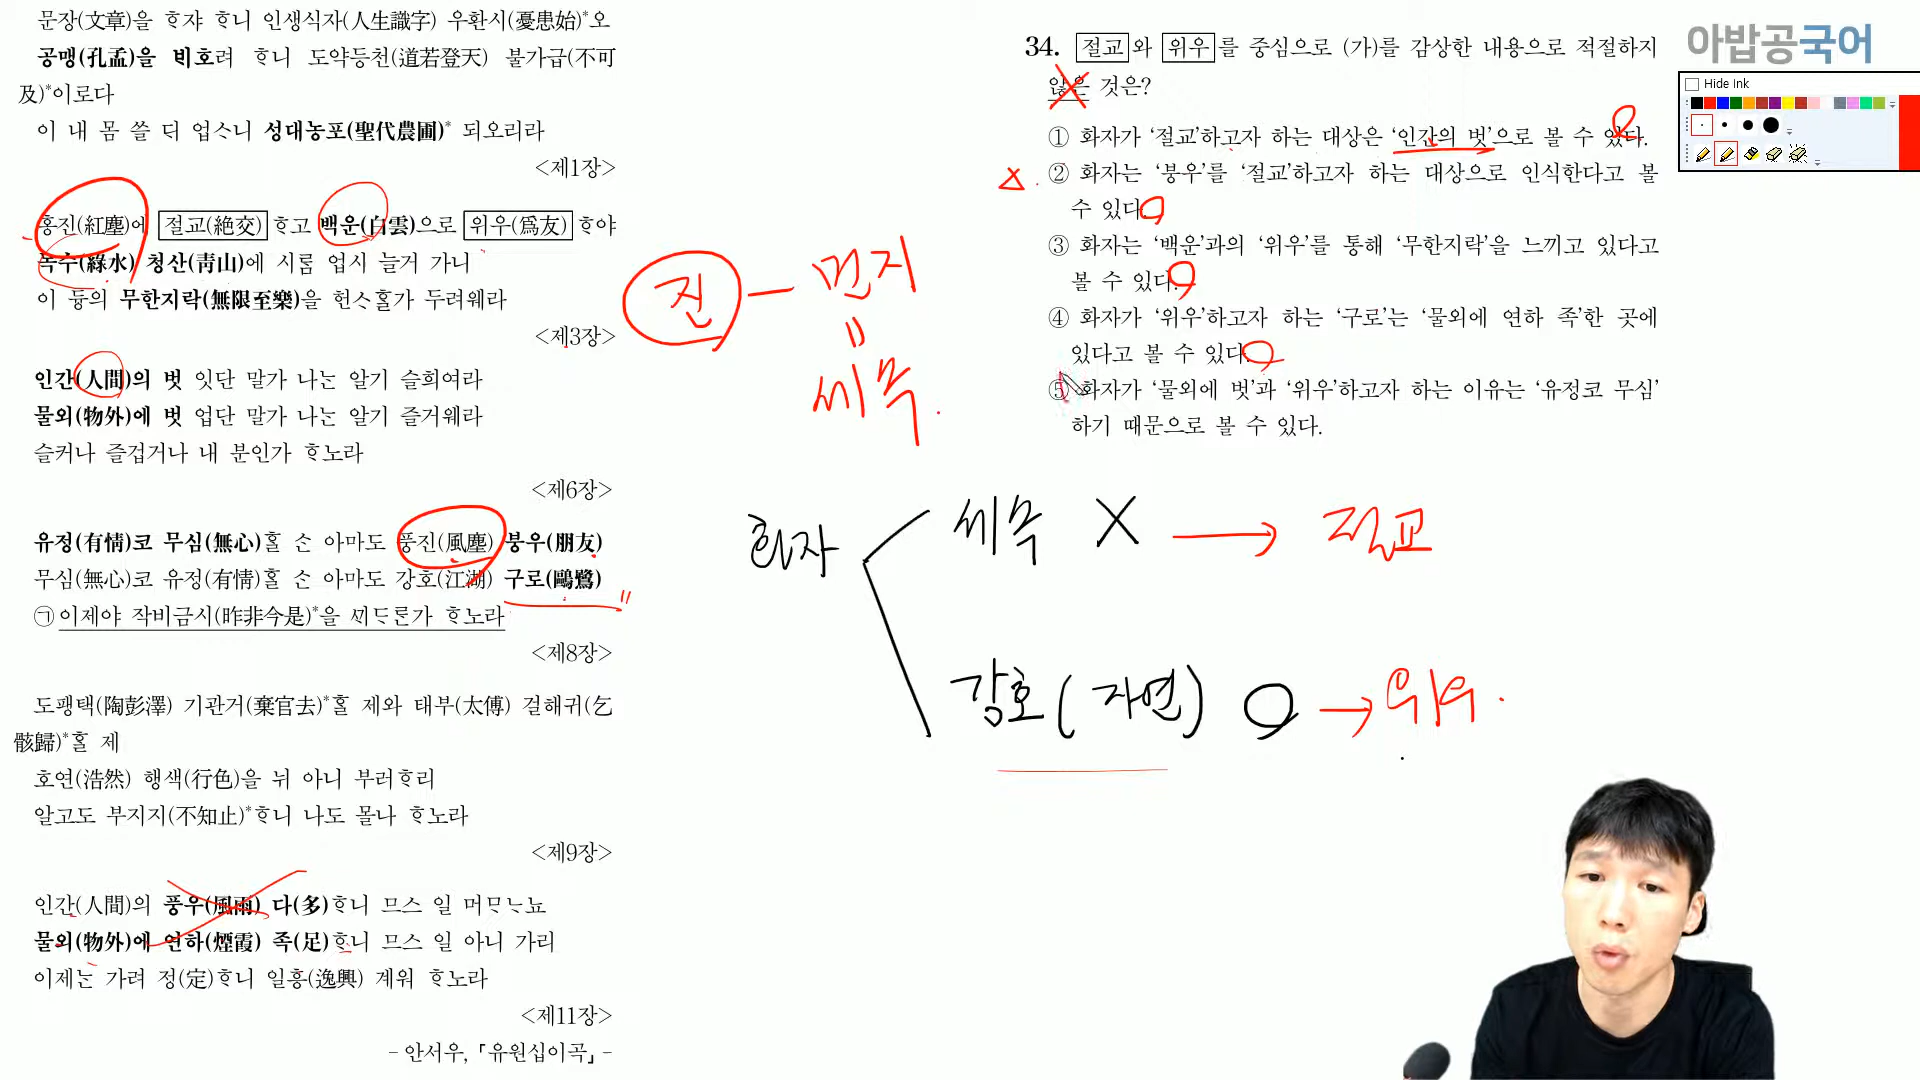 문장(文章)을 ᄒᆞ쟈 ᄒᆞ니 인생식자(人生識字) 우환시(憂患始)*오
공맹(孔孟)을 ᄇᆡ호려 ᄒᆞ니 도약등천(道若登天) 불가급(不可
及)*이로다
이 내 몸 쓸 ᄃᆡ 업스니 성대농포(聖代農圃)* 되오리라
<제1장>
홍진(紅塵)에 절교(絶交) ᄒᆞ고 백운(白雲)으로 위우(爲友) ᄒᆞ야
녹수(綠水) 청산(靑山)에 시름 업시 늘거 가니
이 듕의 무한지락(無限至樂)을 헌ᄉᆞ홀가 두려웨라
<제3장>
인간(人間)의 벗 잇단 말가 나ᄂᆞᆫ 알기 슬희여라
물외(物外)에 벗 업단 말가 나ᄂᆞᆫ 알기 즐거웨라
슬커나 즐겁거나 내 분인가 ᄒᆞ노라
<제6장>
유정(有情)코 무심(無心)ᄒᆞᆯ 손 아마도 풍진(風塵) 붕우(朋友)
무심(無心)코 유정(有情)ᄒᆞᆯ 손 아마도 강호(江湖) 구로(鷗鷺)
㉠ 이제야 작비금시(昨非今是)*을 ᄭᆡᄃᆞ론가 ᄒᆞ노라
<제8장>
도팽택(陶彭澤) 기관거(棄官去)*ᄒᆞᆯ 제와 태부(太傅) 걸해귀(乞
骸歸)*ᄒᆞᆯ 제
호연(浩然) 행색(行色)을 뉘 아니 부러ᄒᆞ리
알고도 부지지(不知止)*ᄒᆞ니 나도 몰나 ᄒᆞ노라
<제9장>
인간(人間)의 풍우(風雨) 다(多)ᄒᆞ니 므스 일 머므ᄂᆞ뇨
물외(物外)에 연하(煙霞) 족(足)ᄒᆞ니 므스 일 아니 가리
이제ᄂᆞᆫ 가려 정(定)ᄒᆞ니 일흥(逸興) 계워 ᄒᆞ노라
<제11장>
- 안서우, 「유원십이곡」 -
진 — 먼지
"
세속.
34. 절교 와 위우 를 중심으로 (가)를 감상한 내용으로 적절하지
않은 것은?
① 화자가 ‘절교’하고자 하는 대상은 ‘인간의 벗’으로 볼 수 있다.
② 화자는 ‘붕우’를 ‘절교’하고자 하는 대상으로 인식한다고 볼
수 있다.
③ 화자는 ‘백운’과의 ‘위우’를 통해 ‘무한지락’을 느끼고 있다고
볼 수 있다.
④ 화자가 ‘위우’하고자 하는 ‘구로’는 ‘물외에 연하 족’한 곳에
있다고 볼 수 있다.
⑤ 화자가 ‘물외에 벗’과 ‘위우’하고자 하는 이유는 ‘유정코 무심’
하기 때문으로 볼 수 있다.
화자
세속 X → 절교
강호(자연) O → 위우.
아밥공국어
Hide Ink